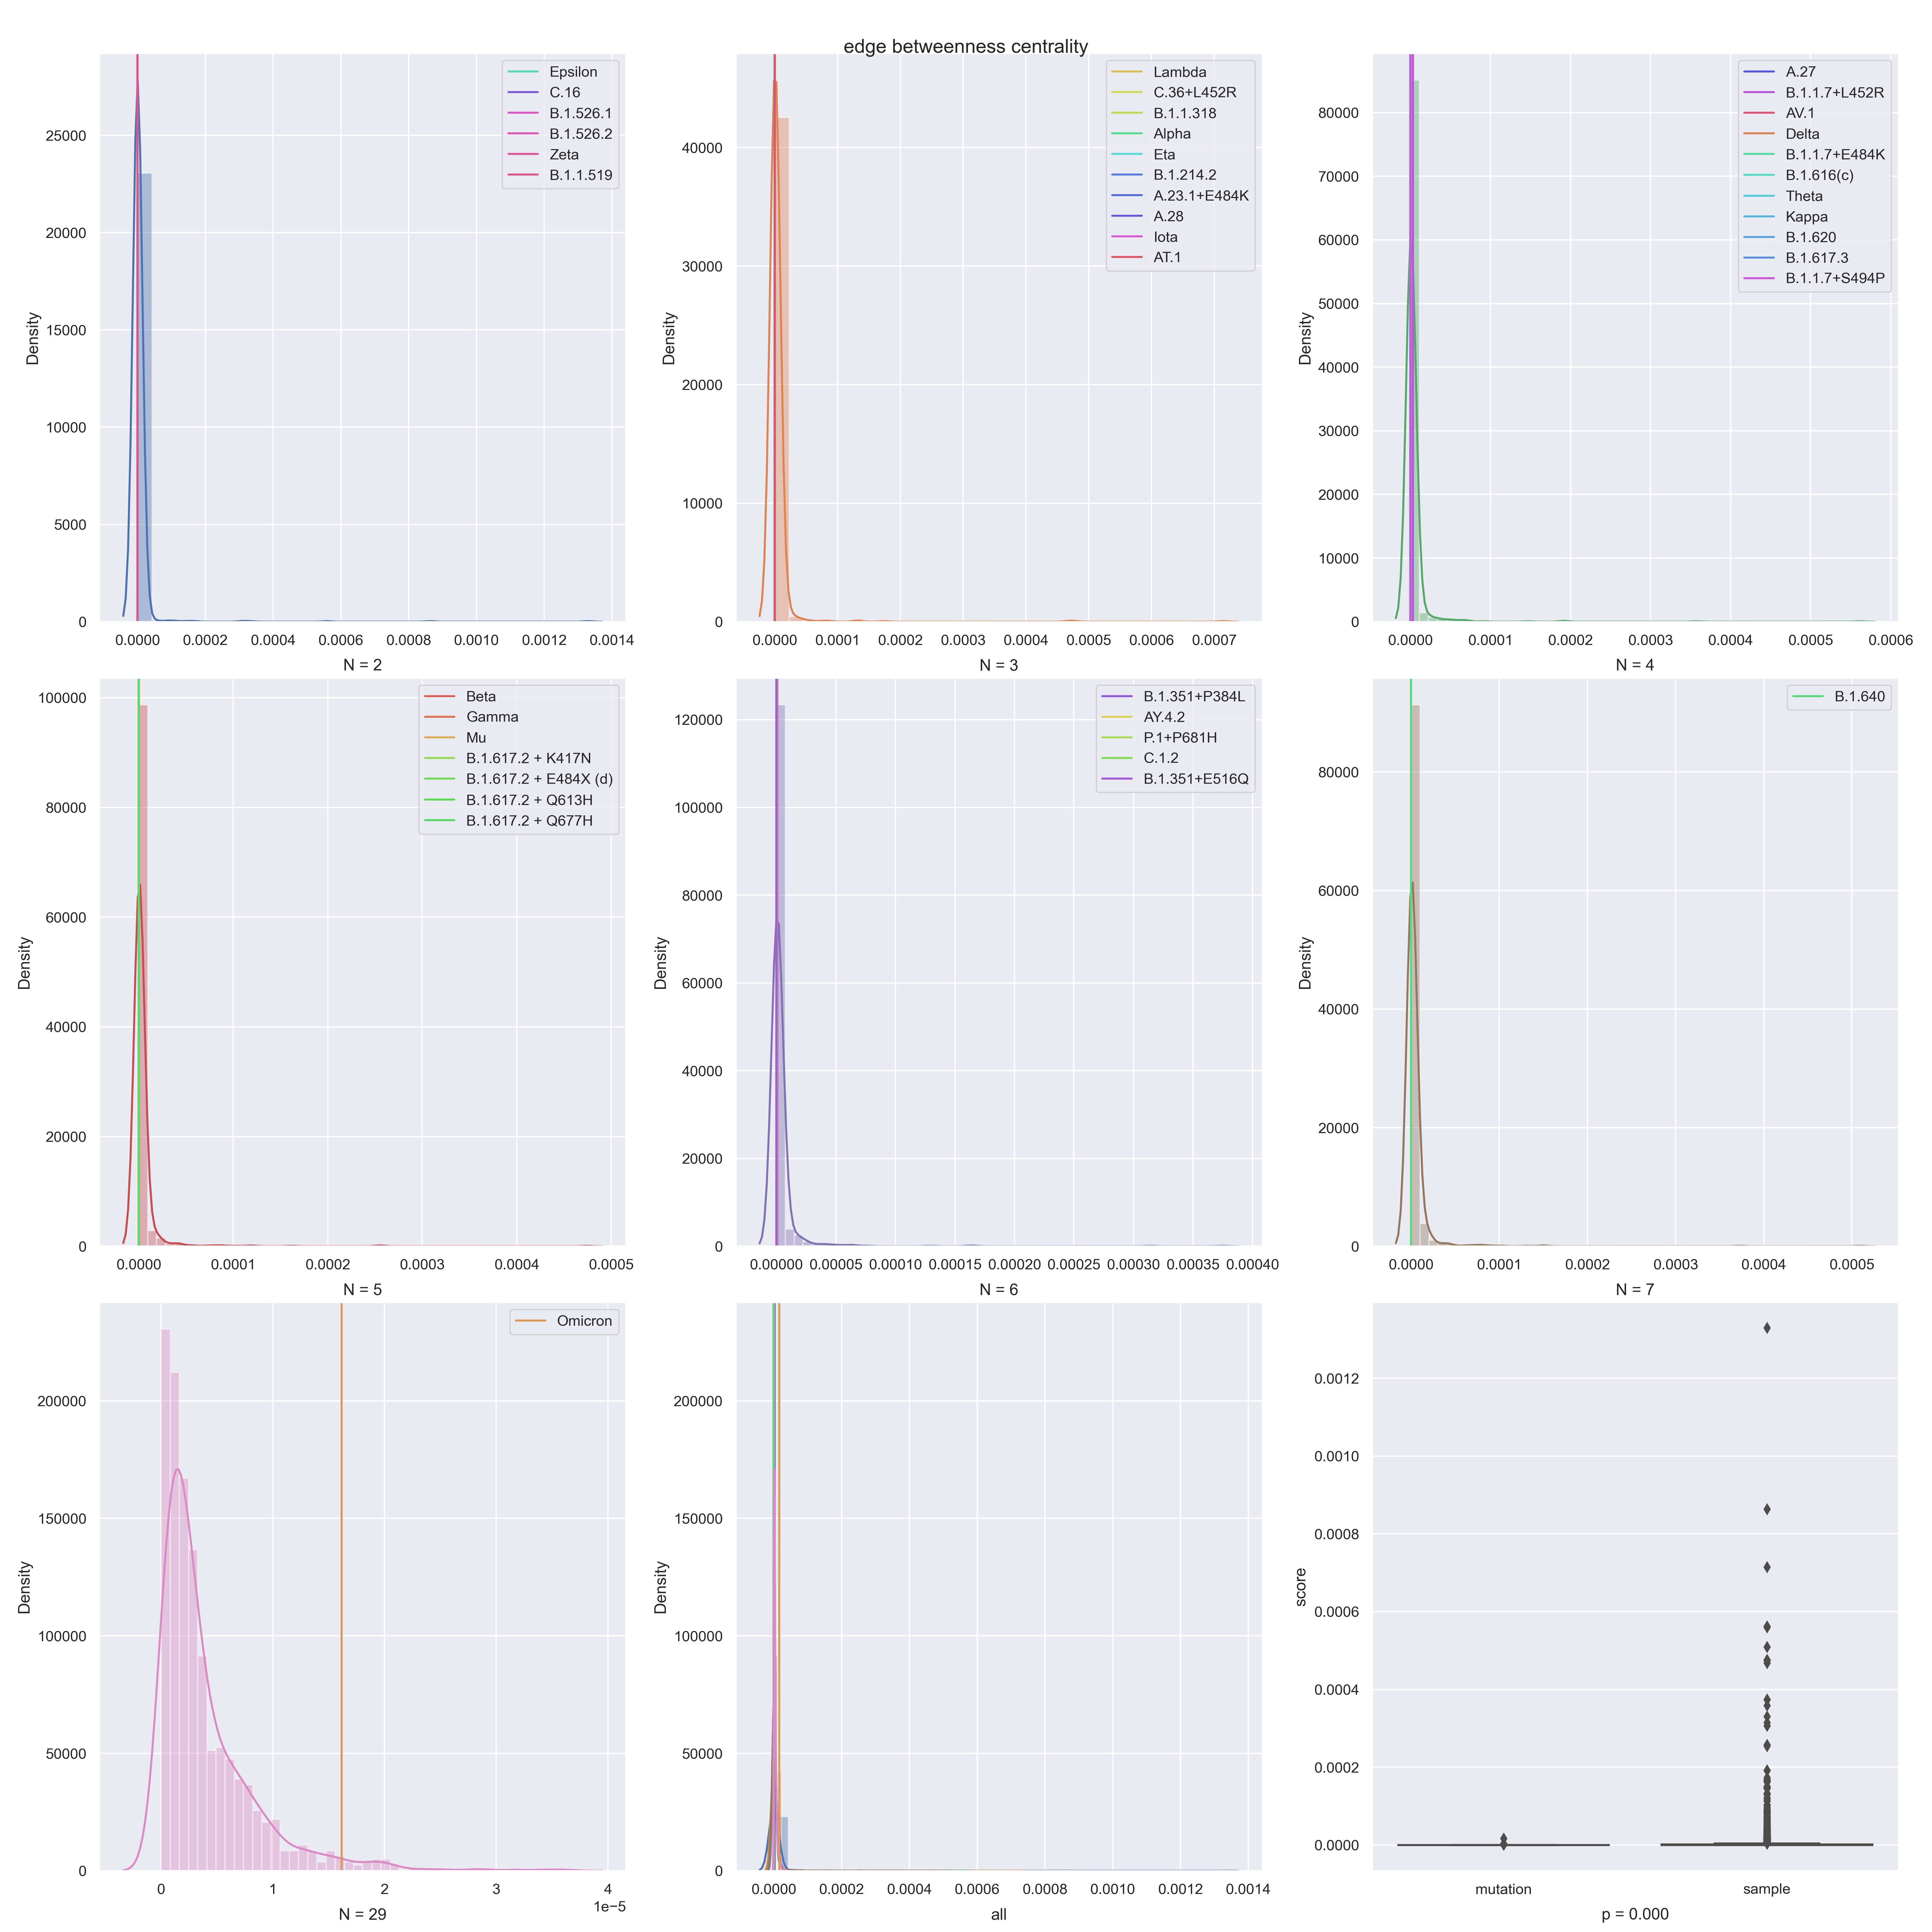 edge betweenness centrality
Epsilon
C.16
B.1.526.1
B.1.526.2
Zeta
B.1.1.519
Density
25000
20000
15000
10000
5000
0
0.0000 0.0002 0.0004 0.0006 0.0008 0.0010 0.0012 0.0014
N = 2
Lambda
C.36+L452R
B.1.1.318
Alpha
Eta
B.1.214.2
A.23.1+E484K
A.28
Iota
AT.1
Density
40000
30000
20000
10000
0
0.0000 0.0001 0.0002 0.0003 0.0004 0.0005 0.0006 0.0007
N = 3
A.27
B.1.1.7+L452R
AV.1
Delta
B.1.1.7+E484K
B.1.616(c)
Theta
Kappa
B.1.620
B.1.617.3
B.1.1.7+S494P
Density
80000
70000
60000
50000
40000
30000
20000
10000
0
0.0000 0.0001 0.0002 0.0003 0.0004 0.0005 0.0006
N = 4
Beta
Gamma
Mu
B.1.617.2 + K417N
B.1.617.2 + E484X (d)
B.1.617.2 + Q613H
B.1.617.2 + Q677H
Density
100000
80000
60000
40000
20000
0
0.0000 0.0001 0.0002 0.0003 0.0004 0.0005
N = 5
B.1.351+P384L
AY.4.2
P.1+P681H
C.1.2
B.1.351+E516Q
Density
120000
100000
80000
60000
40000
20000
0
0.00000 0.00005 0.00010 0.00015 0.00020 0.00025 0.00030 0.00035 0.00040
N = 6
B.1.640
Density
80000
60000
40000
20000
0
0.0000 0.0001 0.0002 0.0003 0.0004 0.0005
N = 7
Omicron
Density
200000
150000
100000
50000
0
0 1 2 3 4
1e−5
N = 29
Density
200000
150000
100000
50000
0
0.0000 0.0002 0.0004 0.0006 0.0008 0.0010 0.0012 0.0014
all
score
0.0012
0.0010
0.0008
0.0006
0.0004
0.0002
0.0000
mutation sample
p = 0.000